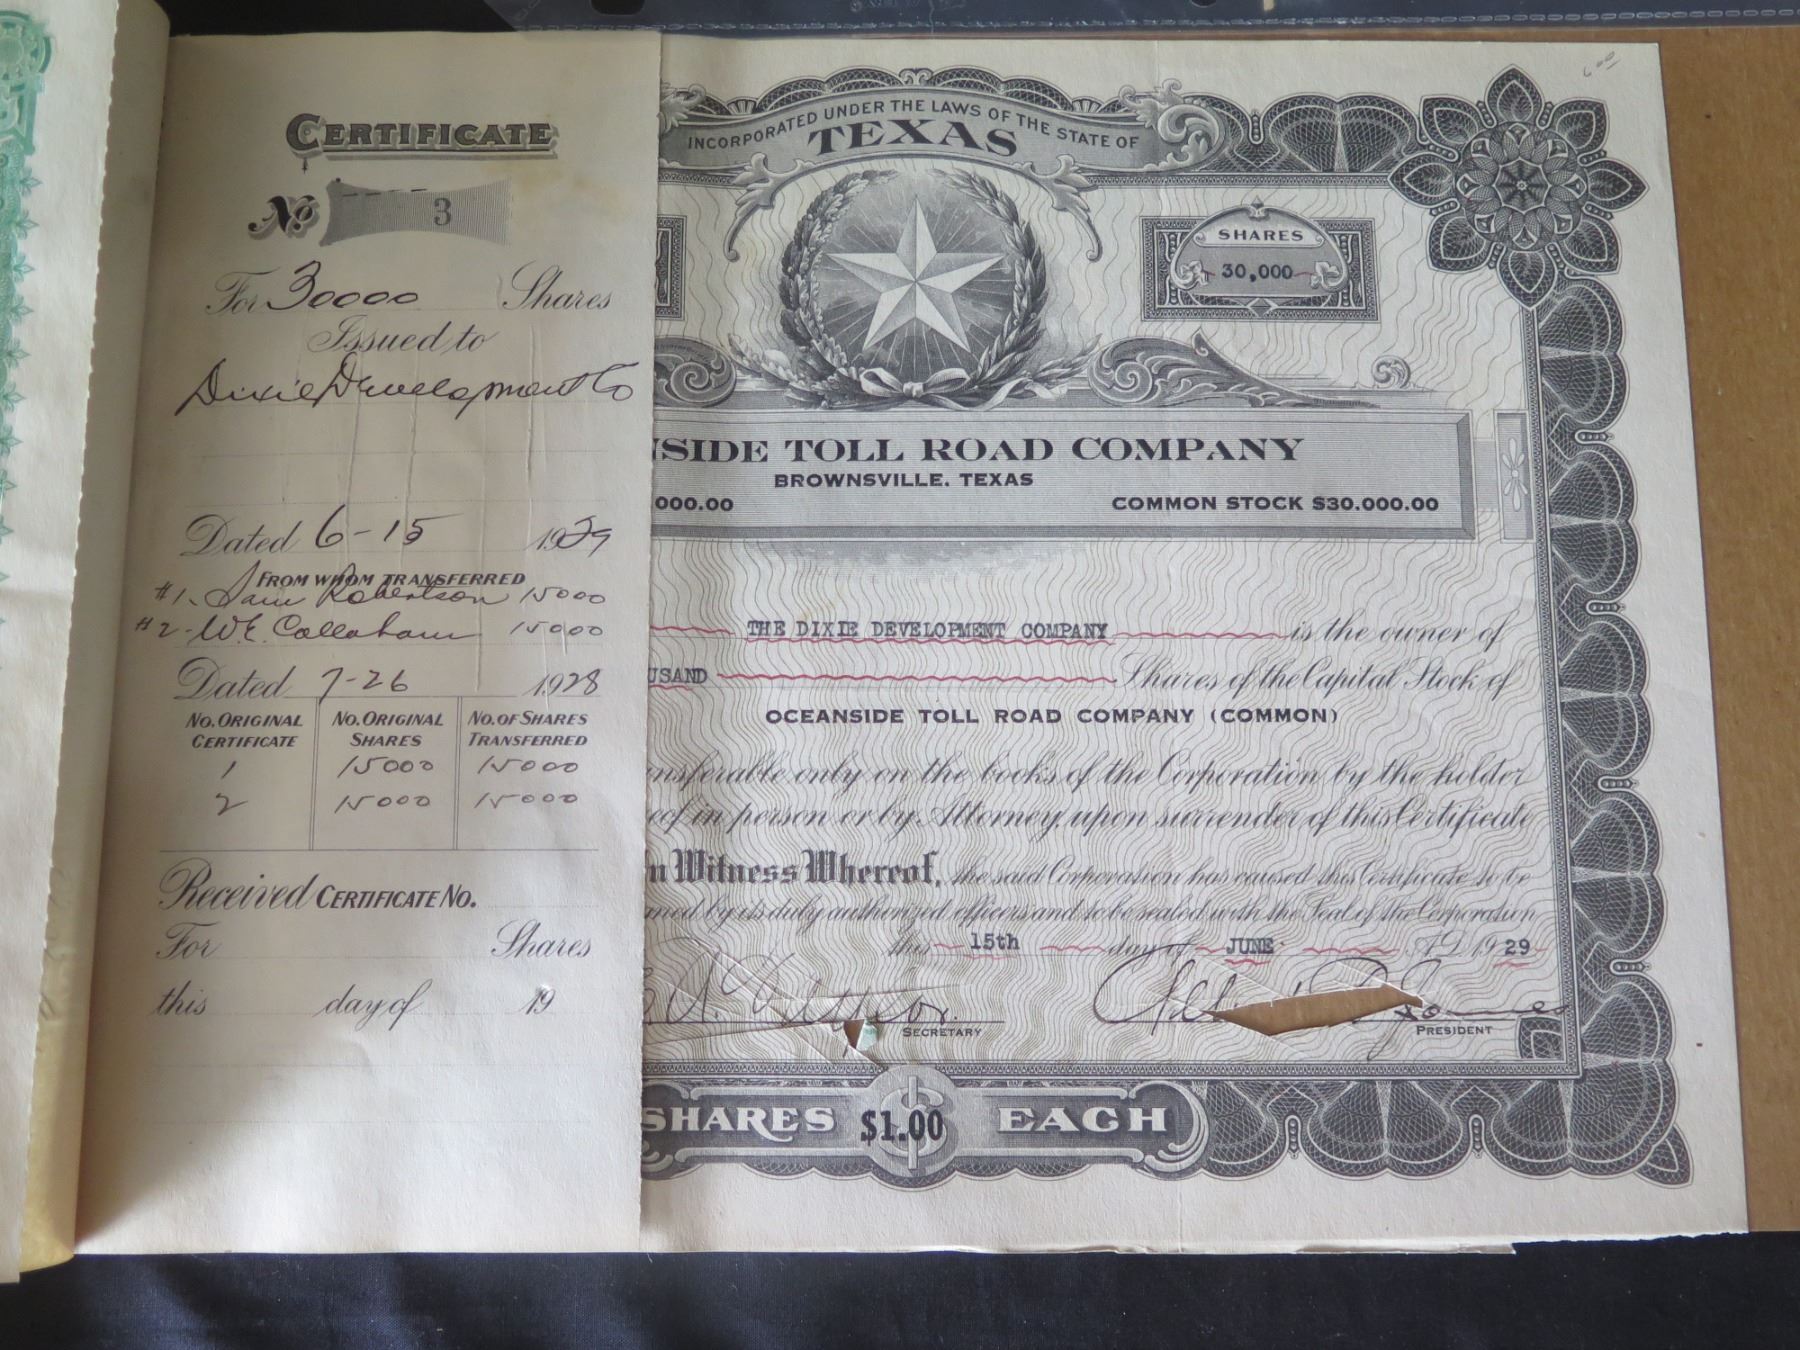 CERTIFICATE
No 3
For 30000 Shares
Issued to
Dixie Development Co
Dated 6-15 1929
FROM WHOM TRANSFERRED
#1. Sam Robertson 15000
#2-W.E. Callahan 15000
Dated 7-26 1928
NO. ORIGINAL CERTIFICATE NO. ORIGINAL SHARES NO. OF SHARES TRANSFERRED
1 15000 15000
2 15000 15000
Received CERTIFICATE NO.
For Shares
this day of 19
INCORPORATED UNDER THE LAWS OF THE STATE OF
TEXAS
SHARES
30,000
NSIDE TOLL ROAD COMPANY
BROWNSVILLE, TEXAS
000.00 COMMON STOCK $30.000.00
THE DIXIE DEVELOPMENT COMPANY is the owner of
USAND Shares of the Capital Stock of
OCEANSIDE TOLL ROAD COMPANY (COMMON)
nsferable only on the books of the Corporation by the holder
eof in person or by Attorney, upon surrender of this Certificate
n Witness Whereof, the said Corporation has caused this Certificate to be
ned by its duly authorized officers and to be sealed with the Seal of the Corporation
this 15th day of JUNE A.D. 1929
SECRETARY PRESIDENT
SHARES $1.00 EACH